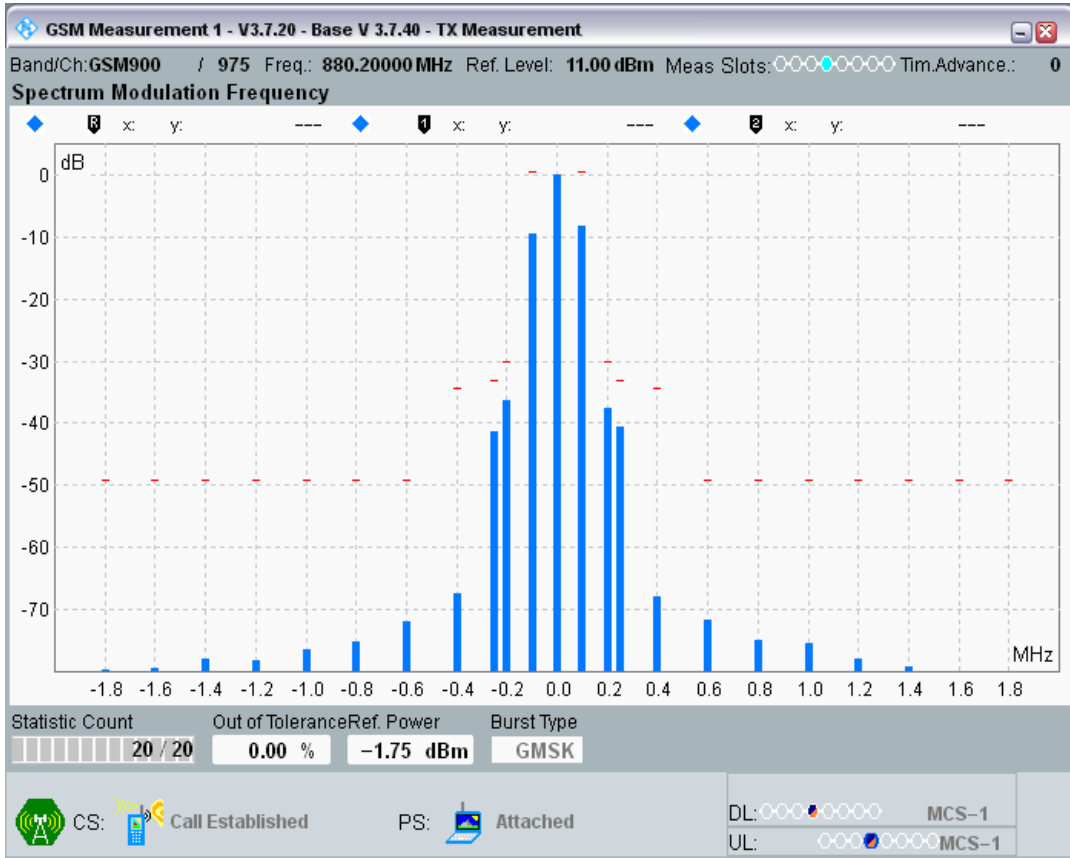 GSM Measurement 1 - V3.7.20 - Base V 3.7.40 - TX Measurement
Band/Ch:GSM900 / 975 Freq.: 880.20000 MHz Ref. Level: 11.00 dBm Meas Slots: Tim.Advance.: 0
Spectrum Modulation Frequency
R x: y: --- 1 x: y: --- 2 x: y: ---
dB
0
-10
-20
-30
-40
-50
-60
-70
MHz
-1.8 -1.6 -1.4 -1.2 -1.0 -0.8 -0.6 -0.4 -0.2 0.0 0.2 0.4 0.6 0.8 1.0 1.2 1.4 1.6 1.8
Statistic Count Out of Tolerance Ref. Power Burst Type
20 / 20 0.00 % −1.75 dBm GMSK
CS: Call Established PS: Attached
DL: MCS−1
UL: MCS−1